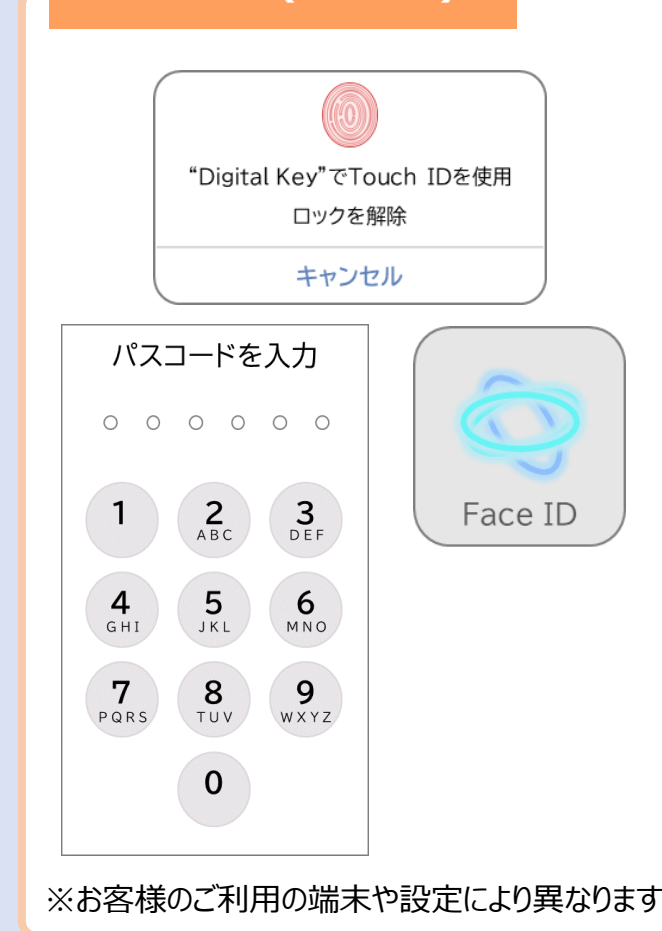 “Digital Key”でTouch IDを使用
ロックを解除
キャンセル
パスコードを入力
1
2
ABC
3
DEF
4
GHI
5
JKL
6
MNO
7
PQRS
8
TUV
9
WXYZ
0
Face ID
※お客様のご利用の端末や設定により異なります